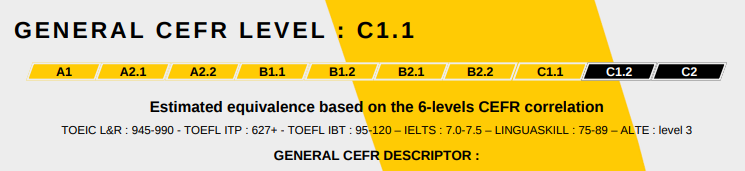 GENERAL CEFR LEVEL : C1.1
A1 A2.1 A2.2 B1.1 B1.2 B2.1 B2.2 C1.1 C1.2 C2
Estimated equivalence based on the 6-levels CEFR correlation
TOEIC L&R : 945-990 - TOEFL ITP : 627+ - TOEFL IBT : 95-120 – IELTS : 7.0-7.5 – LINGUASKILL : 75-89 – ALTE : level 3
GENERAL CEFR DESCRIPTOR :